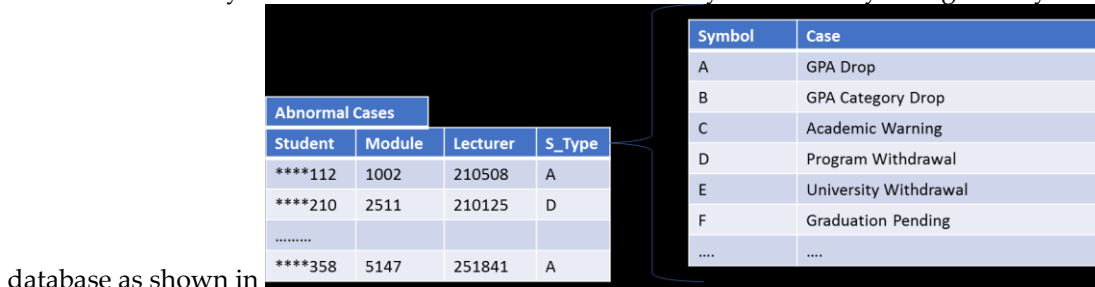 Symbol Case
A GPA Drop
B GPA Category Drop
C Academic Warning
D Program Withdrawal
E University Withdrawal
F Graduation Pending
.... ....
Abnormal Cases
Student Module Lecturer S_Type
****112 1002 210508 A
****210 2511 210125 D
.........
****358 5147 251841 A
database as shown in